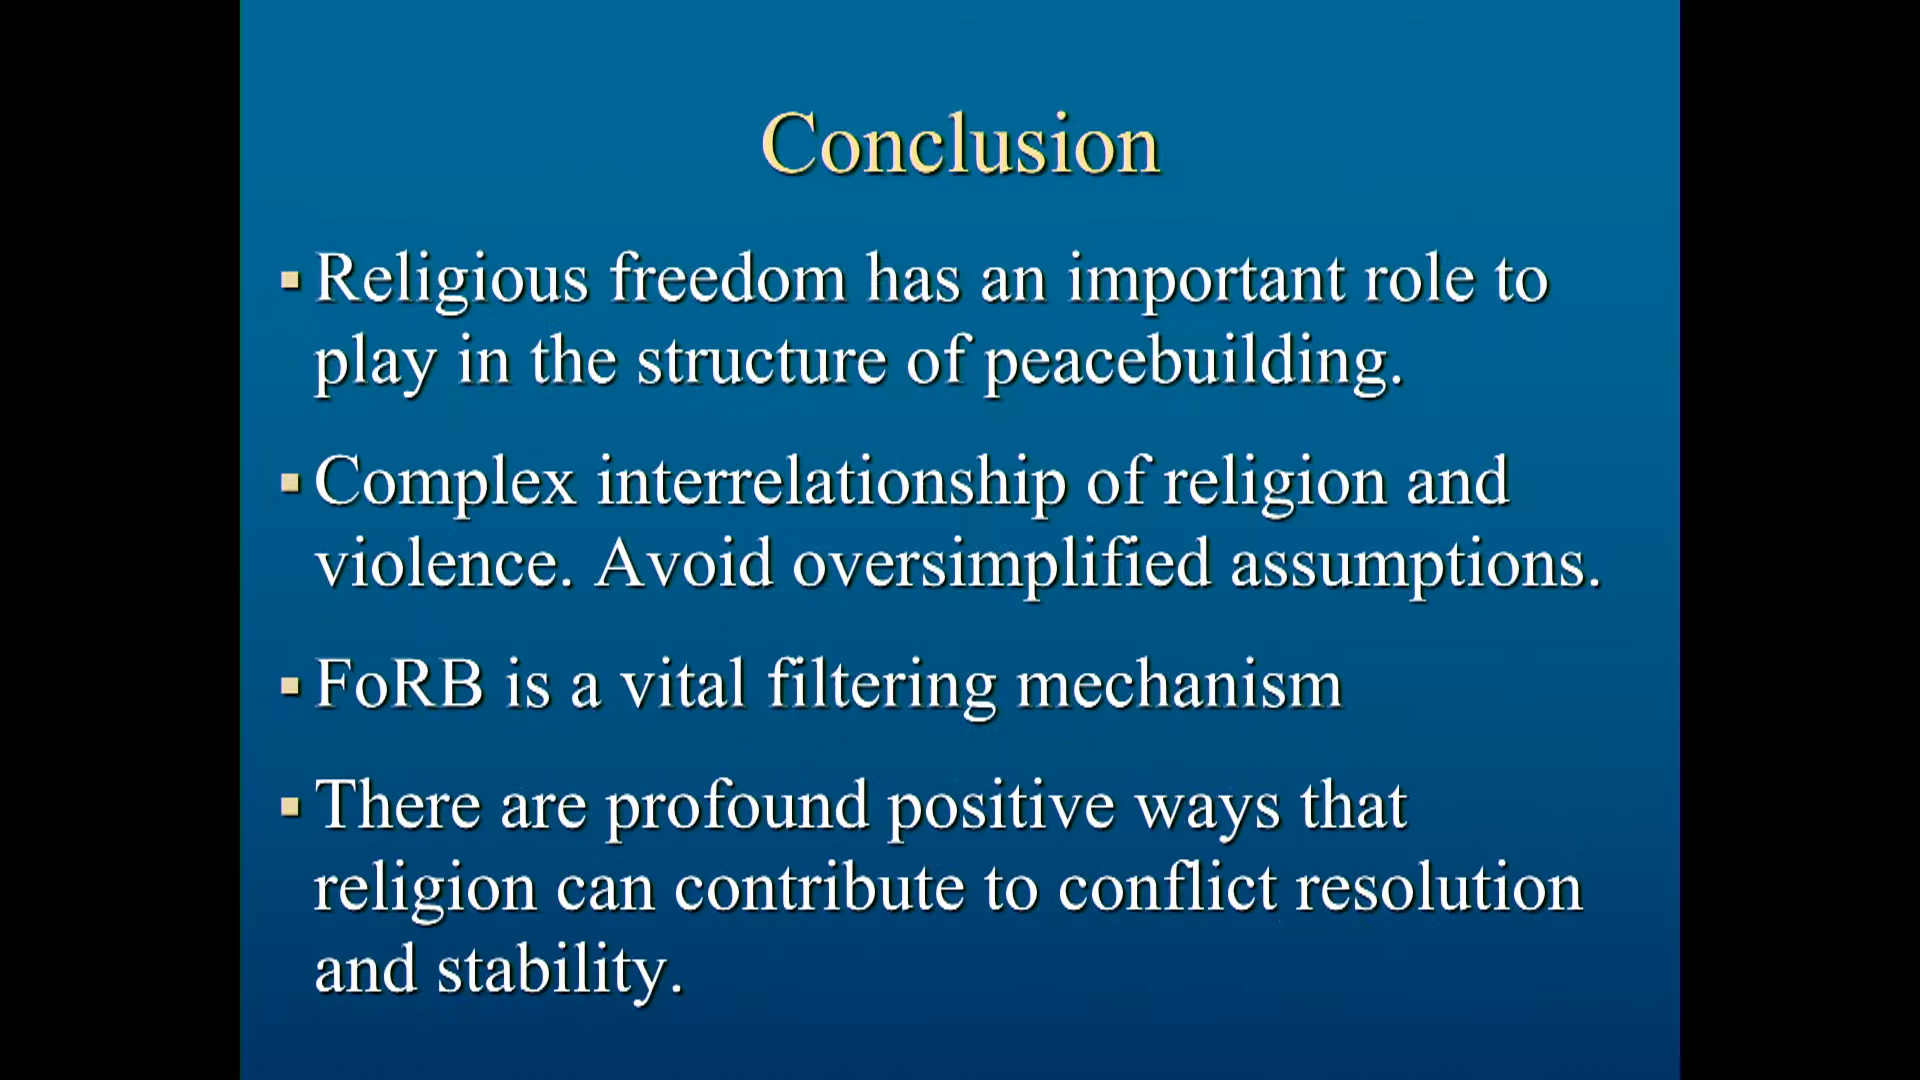 Conclusion
▪ Religious freedom has an important role to
play in the structure of peacebuilding.
▪ Complex interrelationship of religion and
violence. Avoid oversimplified assumptions.
▪ FoRB is a vital filtering mechanism
▪ There are profound positive ways that
religion can contribute to conflict resolution
and stability.